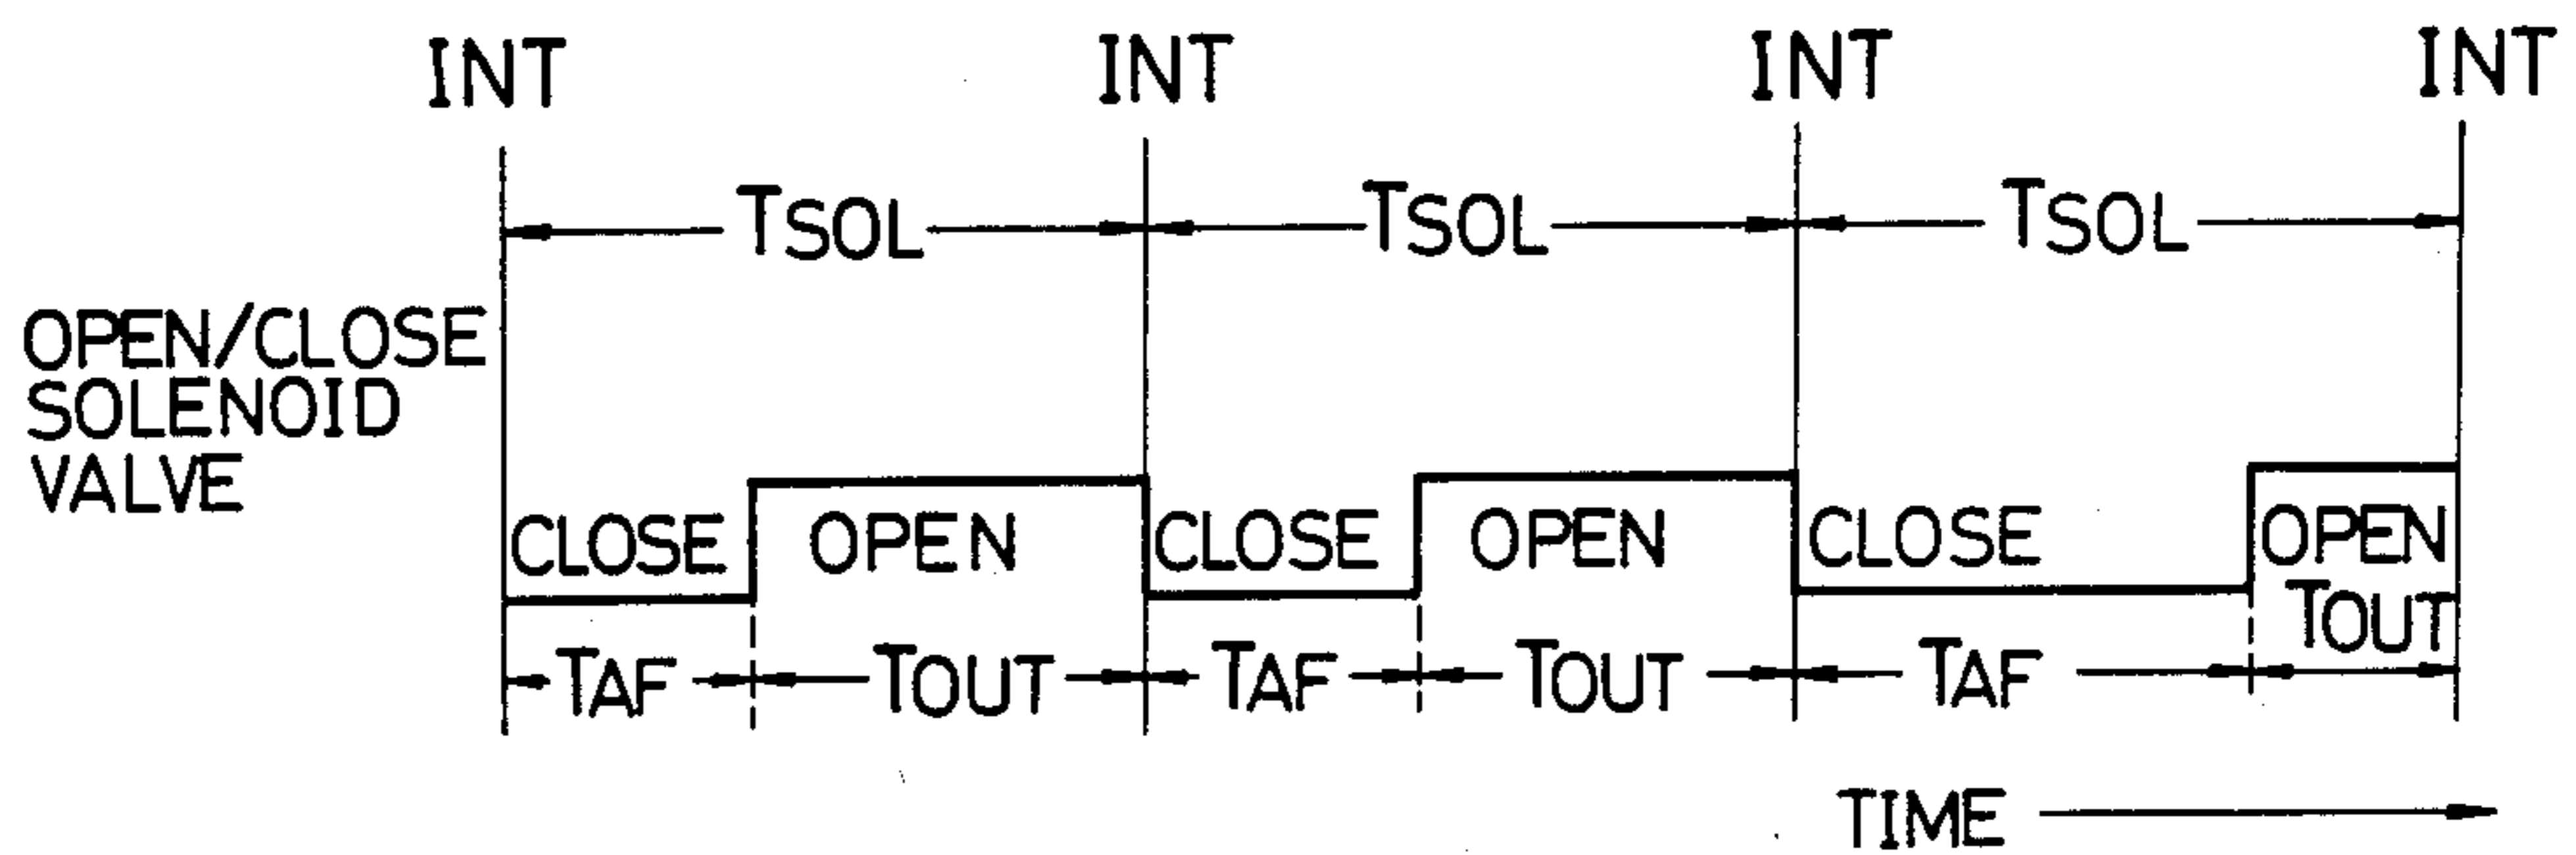 INT INT INT INT
TSOL TSOL TSOL
OPEN/CLOSE
SOLENOID
VALVE
CLOSE OPEN CLOSE OPEN CLOSE OPEN
TAF TOUT TAF TOUT TAF TOUT
TIME